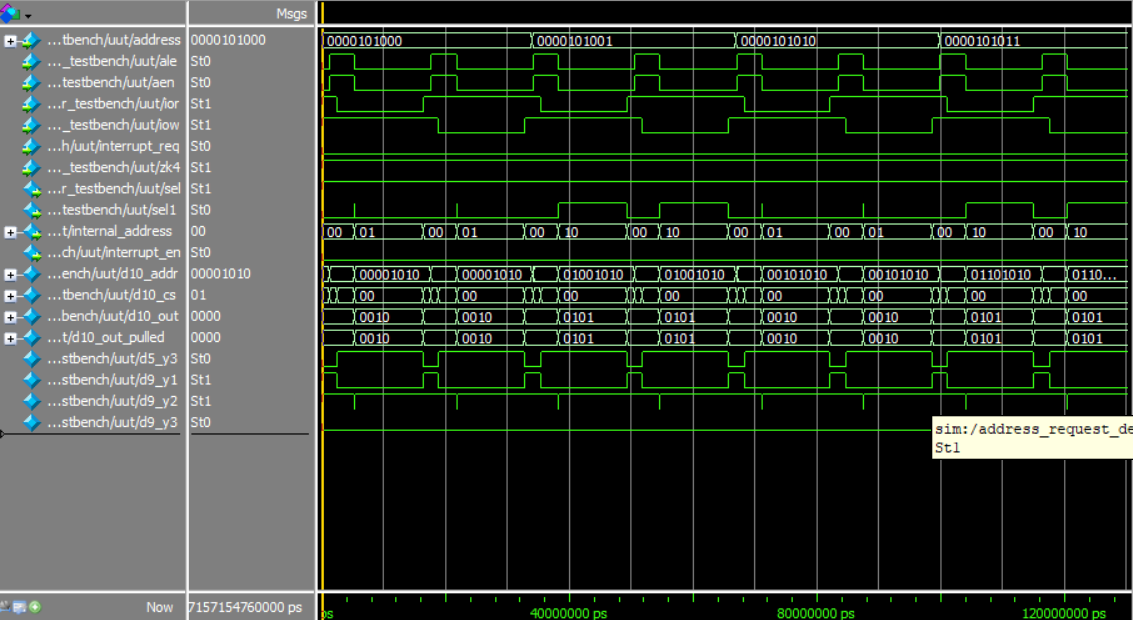 Msgs
...tbench/uut/address 0000101000 0000101000 0000101001 0000101010 0000101011
..._testbench/uut/ale St0
...testbench/uut/aen St0
...r_testbench/uut/ior St1
..._testbench/uut/iow St1
...h/uut/interrupt_req St0
..._testbench/uut/zk4 St1
...r_testbench/uut/sel St1
...testbench/uut/sel1 St0
...t/internal_address 00 00 01 00 01 00 10 00 10 00 01 00 01 00 10 00 10
...ch/uut/interrupt_en St0
...ench/uut/d10_addr 00001010 00001010 00001010 01001010 01001010 00101010 00101010 01101010 0110...
...tbench/uut/d10_cs 01 00 00 00 00 00 00 00 00
...bench/uut/d10_out 0000 0010 0010 0101 0101 0010 0010 0101 0101
...t/d10_out_pulled 0000 0010 0010 0101 0101 0010 0010 0101 0101
...stbench/uut/d5_y3 St0
...stbench/uut/d9_y1 St1
...stbench/uut/d9_y2 St1
...stbench/uut/d9_y3 St0
sim:/address_request_de
St1
Now 7157154760000 ps ps 40000000 ps 80000000 ps 120000000 ps